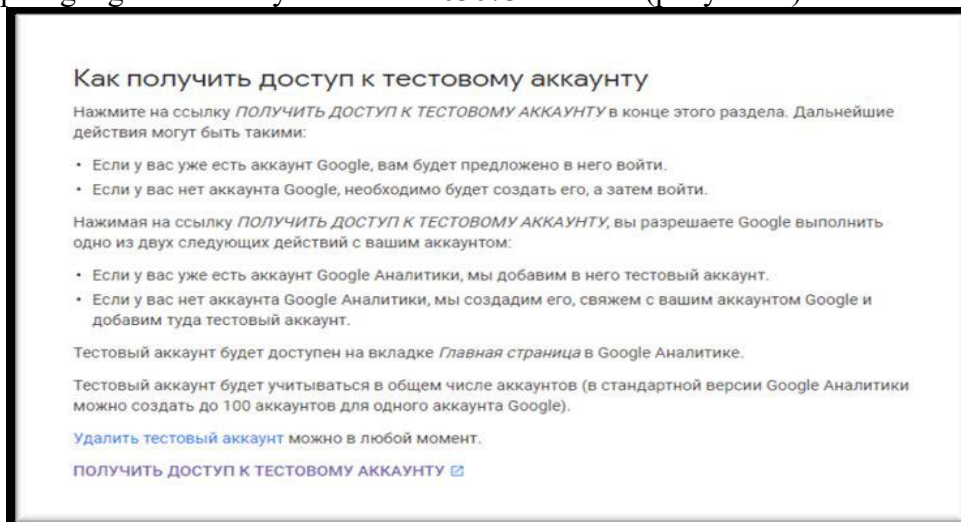 Как получить доступ к тестовому аккаунту
Нажмите на ссылку ПОЛУЧИТЬ ДОСТУП К ТЕСТОВОМУ АККАУНТУ в конце этого раздела. Дальнейшие
действия могут быть такими:
• Если у вас уже есть аккаунт Google, вам будет предложено в него войти.
• Если у вас нет аккаунта Google, необходимо будет создать его, а затем войти.
Нажимая на ссылку ПОЛУЧИТЬ ДОСТУП К ТЕСТОВОМУ АККАУНТУ, вы разрешаете Google выполнить
одно из двух следующих действий с вашим аккаунтом:
• Если у вас уже есть аккаунт Google Аналитики, мы добавим в него тестовый аккаунт.
• Если у вас нет аккаунта Google Аналитики, мы создадим его, свяжем с вашим аккаунтом Google и
добавим туда тестовый аккаунт.
Тестовый аккаунт будет доступен на вкладке Главная страница в Google Аналитике.
Тестовый аккаунт будет учитываться в общем числе аккаунтов (в стандартной версии Google Аналитики
можно создать до 100 аккаунтов для одного аккаунта Google).
Удалить тестовый аккаунт можно в любой момент.
ПОЛУЧИТЬ ДОСТУП К ТЕСТОВОМУ АККАУНТУ